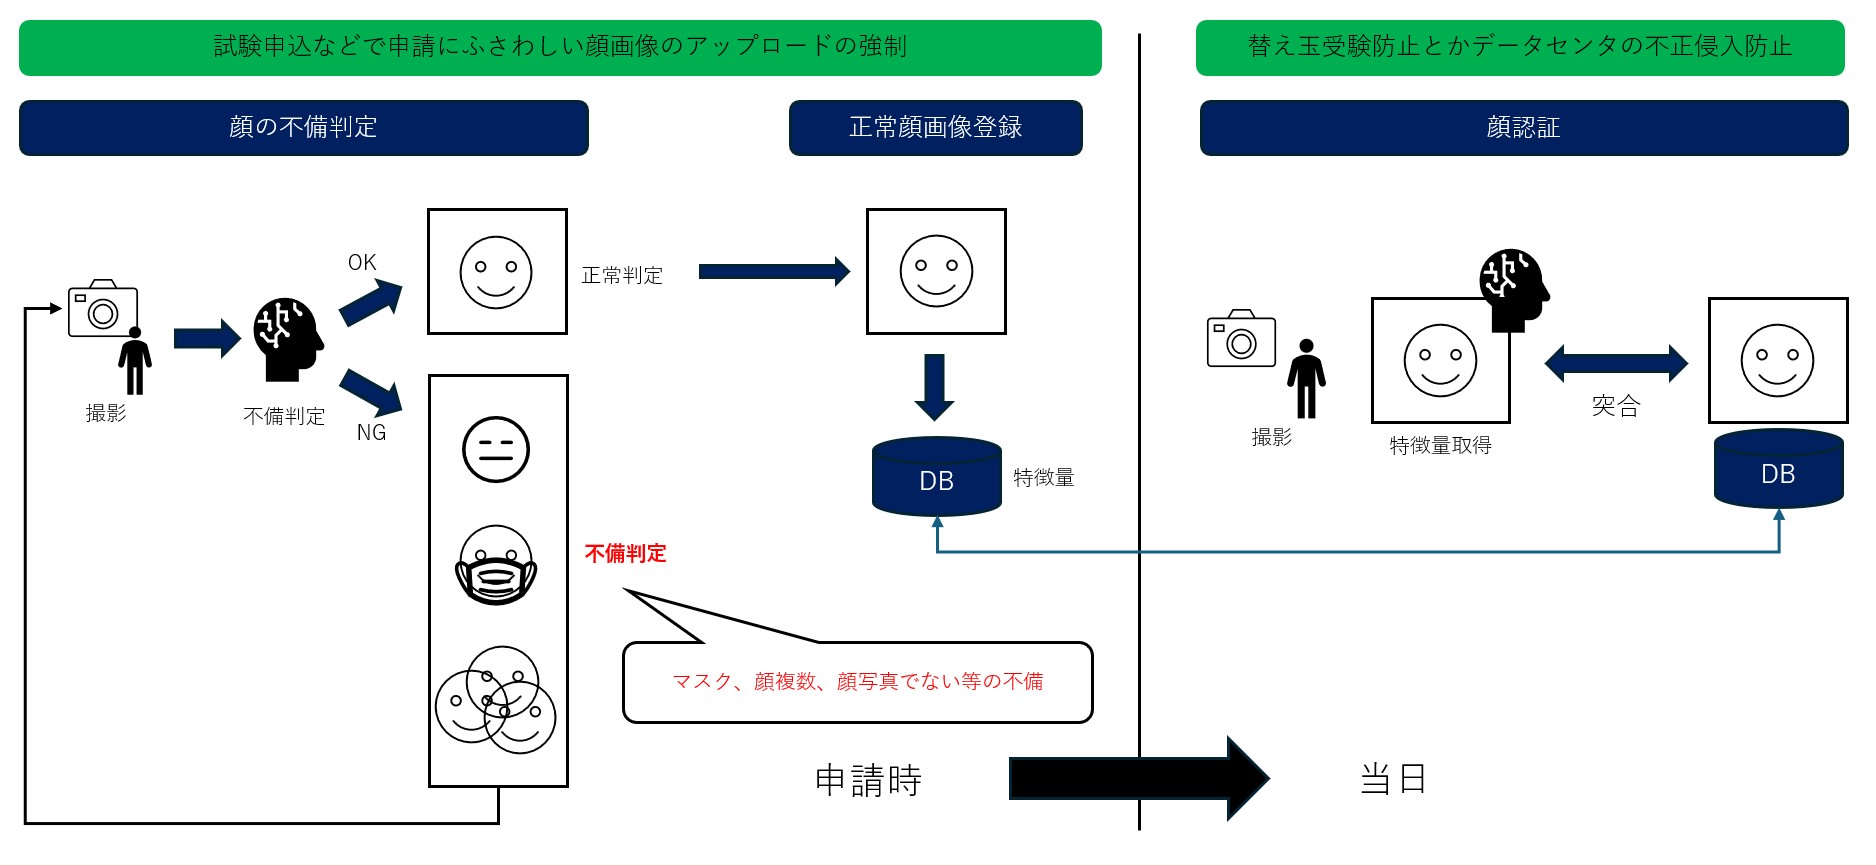 試験申込などで申請にふさわしい顔画像のアップロードの強制
替え玉受験防止とかデータセンタの不正侵入防止
顔の不備判定
正常顔画像登録
顔認証
OK
正常判定
撮影
不備判定
NG
DB
特徴量
撮影
特徴量取得
突合
DB
不備判定
マスク、顔複数、顔写真でない等の不備
申請時
当日